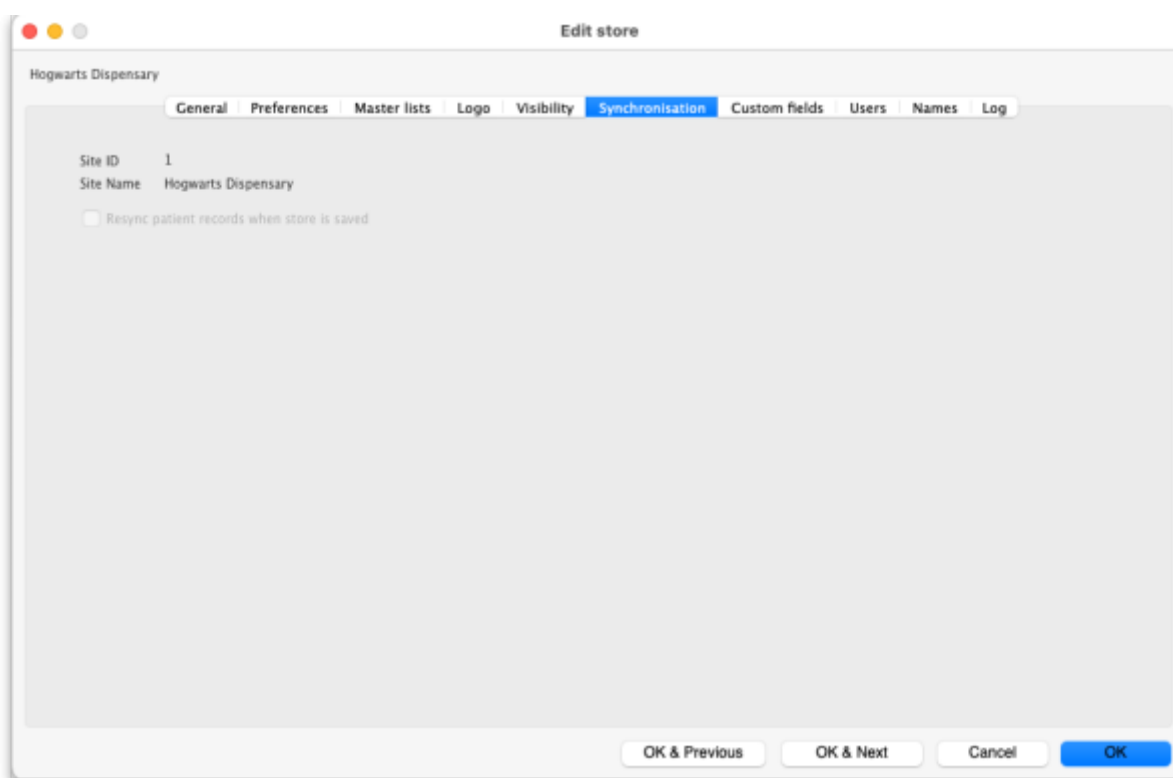 Edit store
Hogwarts Dispensary
General Preferences Master lists Logo Visibility Synchronisation Custom fields Users Names Log
Site ID 1
Site Name Hogwarts Dispensary
Resync patient records when store is saved
OK & Previous OK & Next Cancel OK